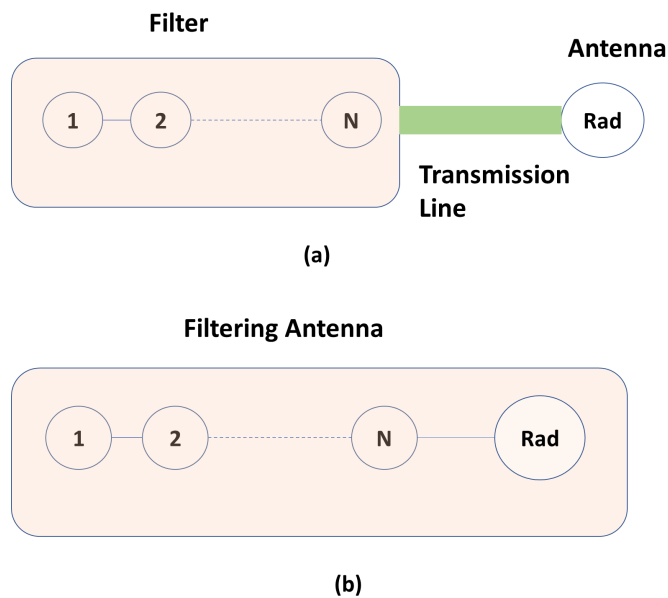 Filter
Antenna
1
2
N
Rad
Transmission
Line
(a)
Filtering Antenna
1
2
N
Rad
(b)